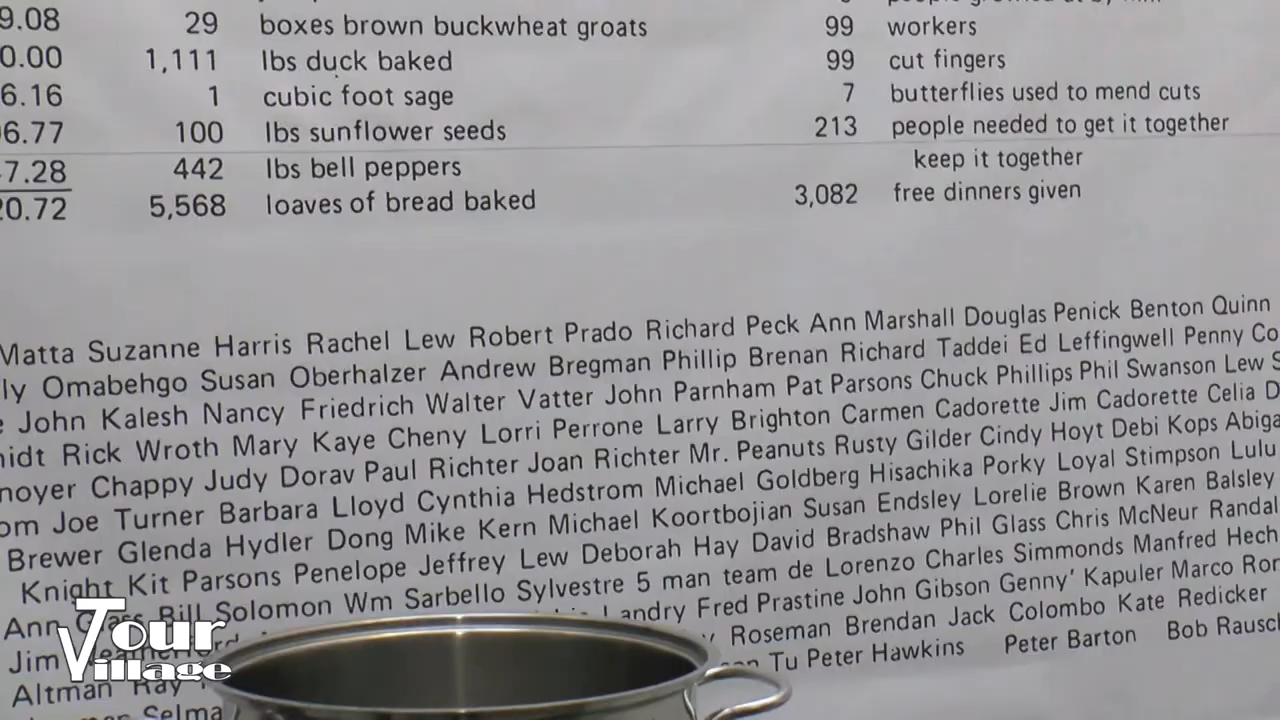 9.08 29 boxes brown buckwheat groats 99 workers
0.00 1,111 lbs duck baked 99 cut fingers
6.16 1 cubic foot sage 7 butterflies used to mend cuts
6.77 100 lbs sunflower seeds 213 people needed to get it together
7.28 442 lbs bell peppers keep it together
20.72 5,568 loaves of bread baked 3,082 free dinners given
Matta Suzanne Harris Rachel Lew Robert Prado Richard Peck Ann Marshall Douglas Penick Benton Quinn
ly Omabehgo Susan Oberhalzer Andrew Bregman Phillip Brenan Richard Taddei Ed Leffingwell Penny Co
John Kalesh Nancy Friedrich Walter Vatter John Parnham Pat Parsons Chuck Phillips Phil Swanson Lew S
midt Rick Wroth Mary Kaye Cheny Lorri Perrone Larry Brighton Carmen Cadorette Jim Cadorette Celia D
noyer Chappy Judy Dorav Paul Richter Joan Richter Mr. Peanuts Rusty Gilder Cindy Hoyt Debi Kops Abiga
om Joe Turner Barbara Lloyd Cynthia Hedstrom Michael Goldberg Hisachika Porky Loyal Stimpson Lulu
Brewer Glenda Hydler Dong Mike Kern Michael Koortbojian Susan Endsley Lorelie Brown Karen Balsley
Knight Kit Parsons Penelope Jeffrey Lew Deborah Hay David Bradshaw Phil Glass Chris McNeur Randal
Ann Bill Solomon Wm Sarbello Sylvestre 5 man team de Lorenzo Charles Simmonds Manfred Hech
Jim Landry Fred Prastine John Gibson Genny' Kapuler Marco Ror
Altman Ray Roseman Brendan Jack Colombo Kate Redicker
Selma Tu Peter Hawkins Peter Barton Bob Rausch
Your
Village